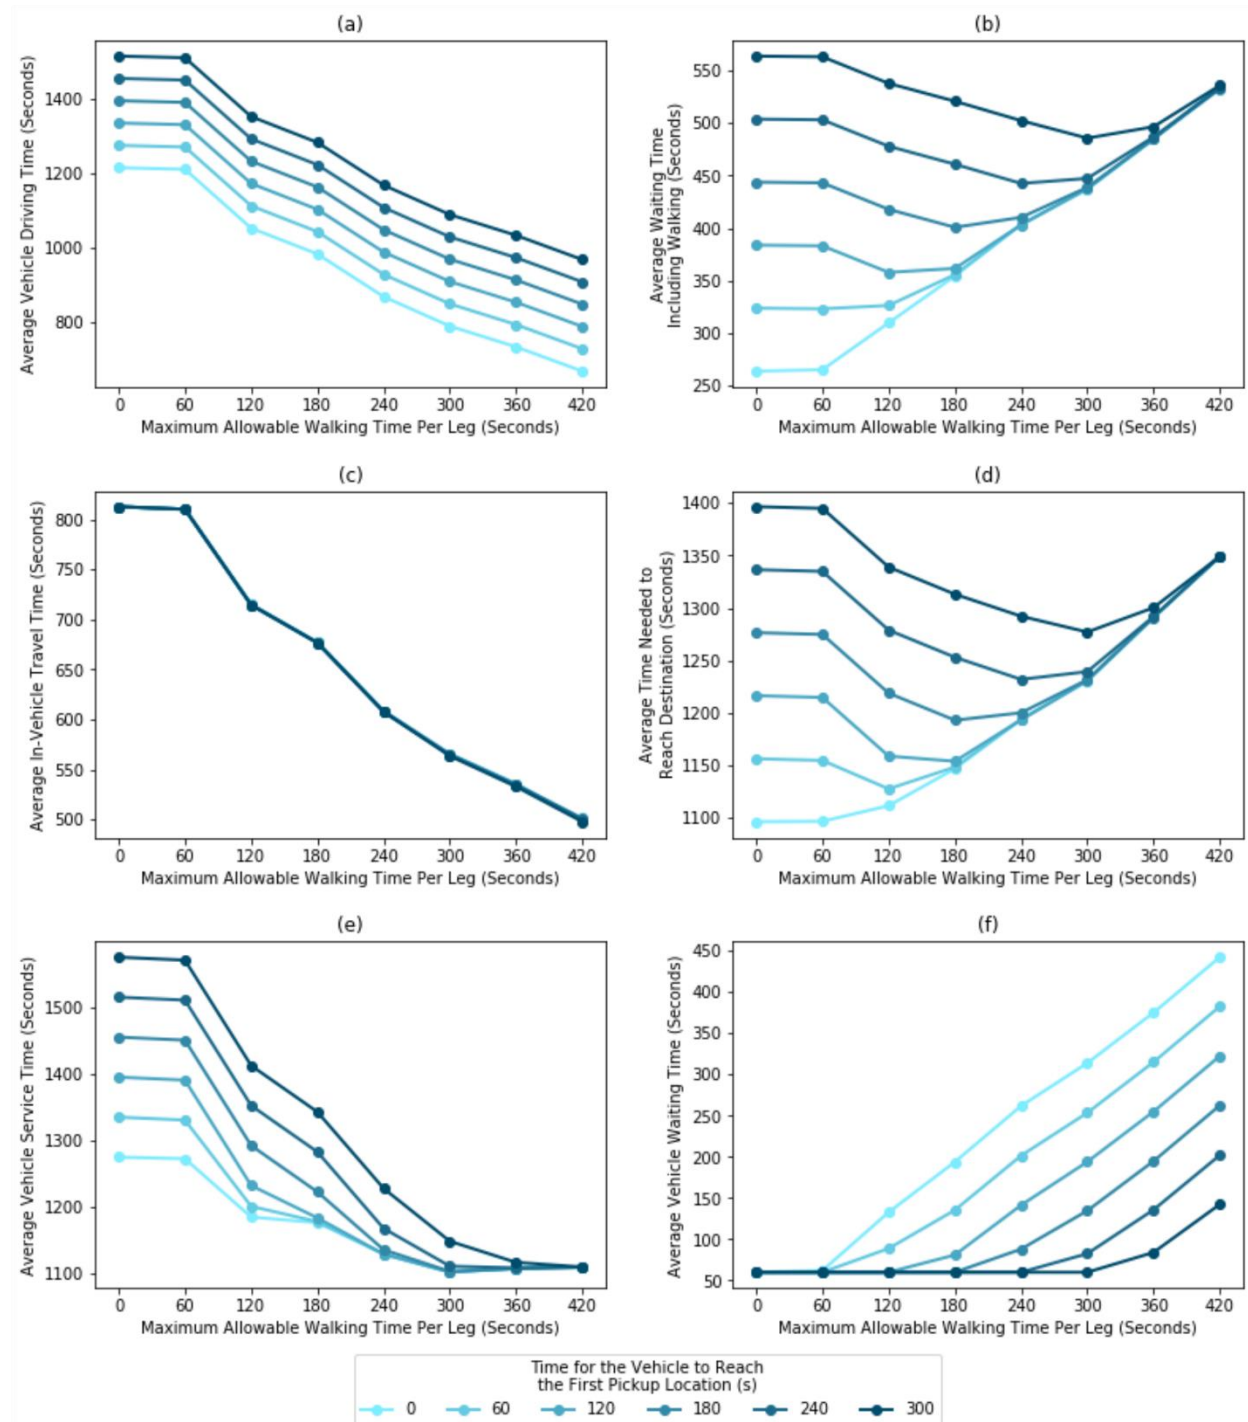 (a)
Average Vehicle Driving Time (Seconds)
1400
1200
1000
800
0 60 120 180 240 300 360 420
Maximum Allowable Walking Time Per Leg (Seconds)
(b)
Average Waiting Time
Including Walking (Seconds)
550
500
450
400
350
300
250
0 60 120 180 240 300 360 420
Maximum Allowable Walking Time Per Leg (Seconds)
(c)
Average In-Vehicle Travel Time (Seconds)
800
750
700
650
600
550
500
0 60 120 180 240 300 360 420
Maximum Allowable Walking Time Per Leg (Seconds)
(d)
Average Time Needed to
Reach Destination (Seconds)
1400
1350
1300
1250
1200
1150
1100
0 60 120 180 240 300 360 420
Maximum Allowable Walking Time Per Leg (Seconds)
(e)
Average Vehicle Service Time (Seconds)
1500
1400
1300
1200
1100
0 60 120 180 240 300 360 420
Maximum Allowable Walking Time Per Leg (Seconds)
(f)
Average Vehicle Waiting Time (Seconds)
450
400
350
300
250
200
150
100
50
0 60 120 180 240 300 360 420
Maximum Allowable Walking Time Per Leg (Seconds)
Time for the Vehicle to Reach
the First Pickup Location (s)
0 60 120 180 240 300